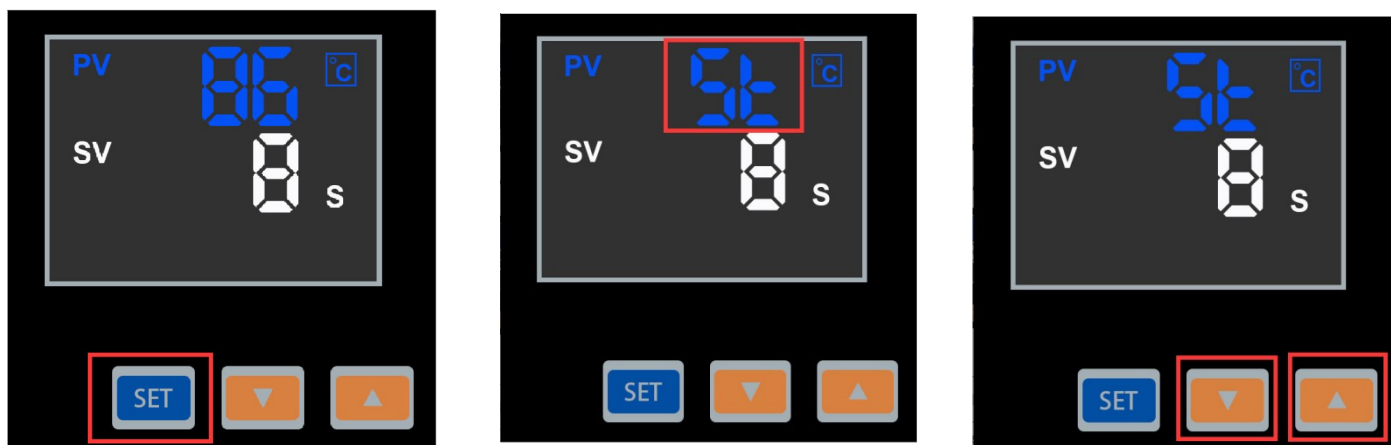 PV 86 °C
SV 8 S
SET ▼ ▲
PV St °C
SV 8 S
SET ▼ ▲
PV St °C
SV 8 S
SET ▼ ▲